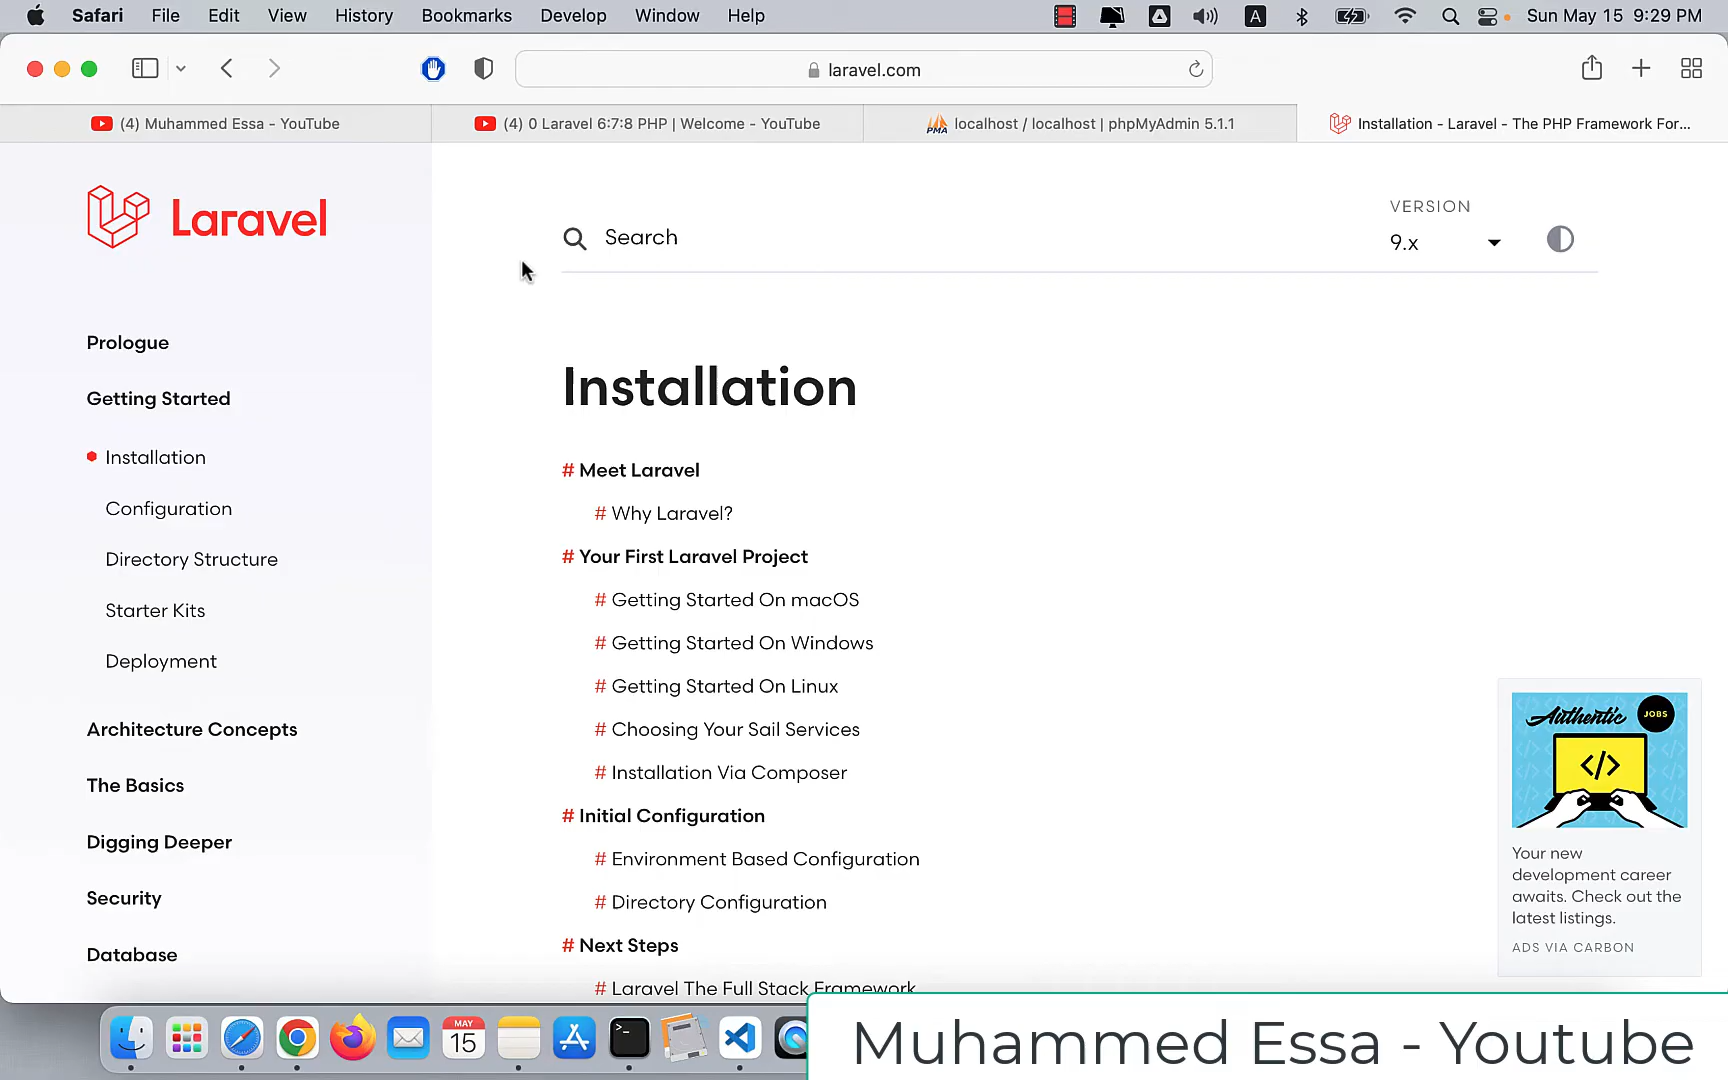 Safari File Edit View History Bookmarks Develop Window Help A Sun May 15 9:29 PM
laravel.com
(4) Muhammed Essa - YouTube
(4) 0 Laravel 6:7:8 PHP | Welcome - YouTube
PMA localhost / localhost | phpMyAdmin 5.1.1
Installation - Laravel - The PHP Framework For...
Laravel
Search
VERSION
9.x
Prologue
Getting Started
Installation
Configuration
Directory Structure
Starter Kits
Deployment
Architecture Concepts
The Basics
Digging Deeper
Security
Database
Installation
# Meet Laravel
# Why Laravel?
# Your First Laravel Project
# Getting Started On macOS
# Getting Started On Windows
# Getting Started On Linux
# Choosing Your Sail Services
# Installation Via Composer
# Initial Configuration
# Environment Based Configuration
# Directory Configuration
# Next Steps
# Laravel The Full Stack Framework
Authentic JOBS
</>
Your new
development career
awaits. Check out the
latest listings.
ADS VIA CARBON
MAY
15
>_
Muhammed Essa - Youtube